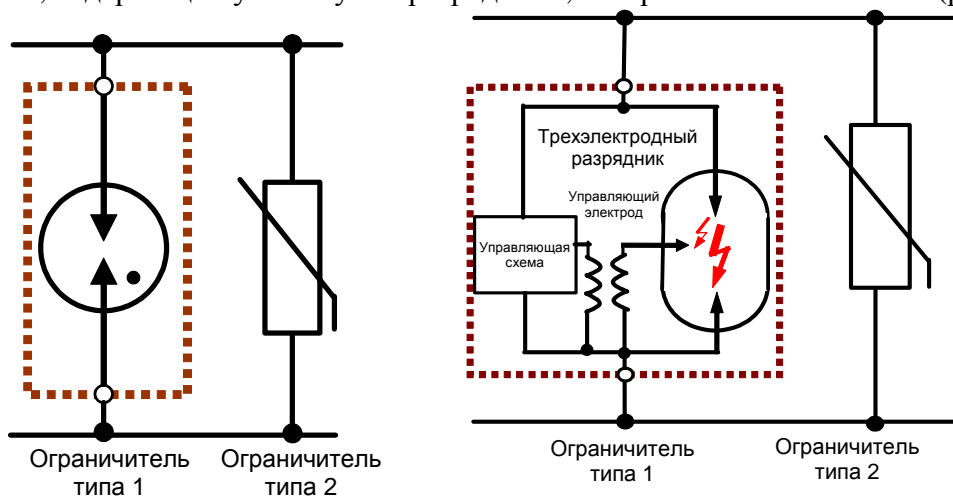 Ограничитель
типа 1
Ограничитель
типа 2
Трехэлектродный
разрядник
Управляющий
электрод
Управляющая
схема
Ограничитель
типа 1
Ограничитель
типа 2